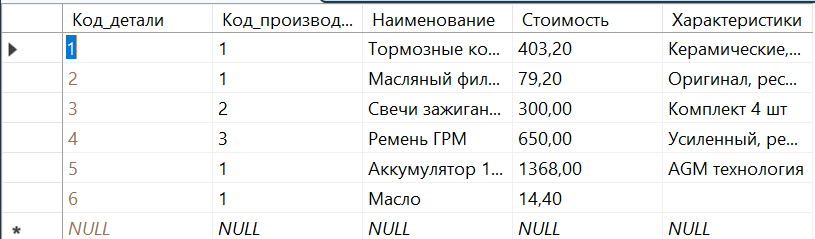 Код_детали Код_производ... Наименование Стоимость Характеристики
1 1 Тормозные ко... 403,20 Керамические,...
2 1 Масляный фил... 79,20 Оригинал, рес...
3 2 Свечи зажиган... 300,00 Комплект 4 шт
4 3 Ремень ГРМ 650,00 Усиленный, ре...
5 1 Аккумулятор 1... 1368,00 AGM технология
6 1 Масло 14,40
NULL NULL NULL NULL NULL